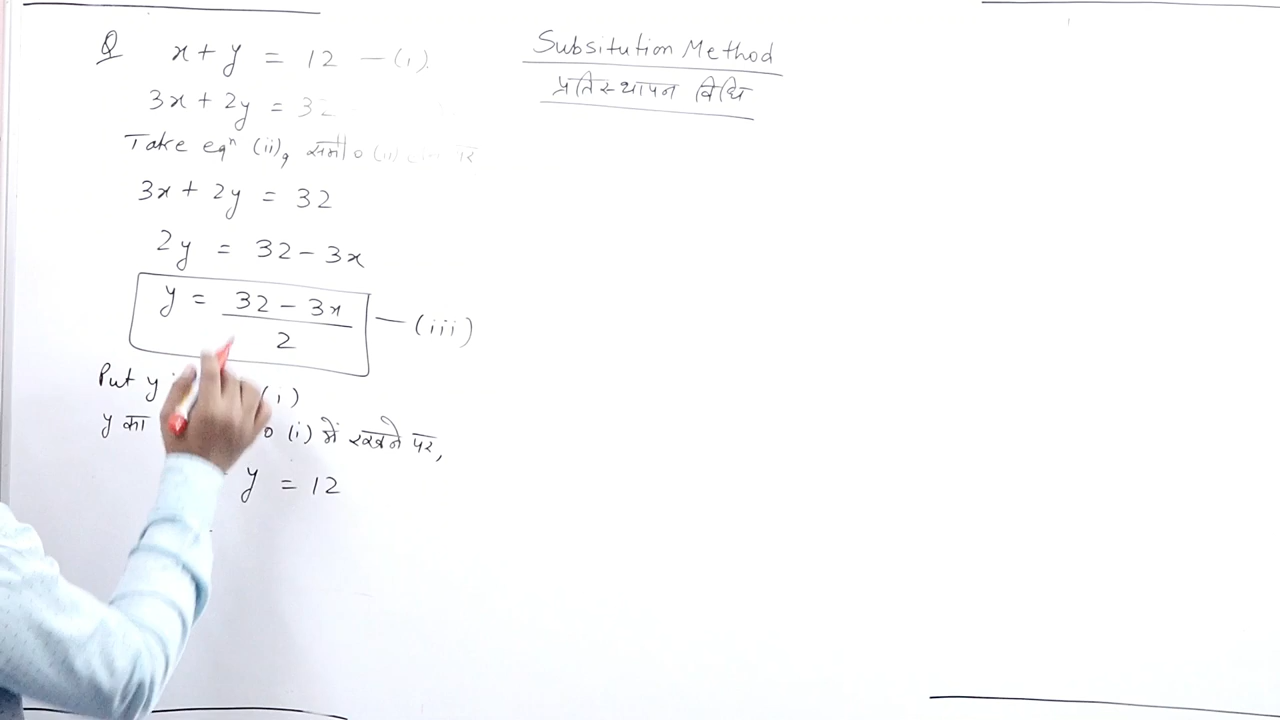 Q x + y = 12 — (i)
3x + 2y = 32
Take eqⁿ (ii), समी० (ii) पर
3x + 2y = 32
2y = 32 - 3x
y = 32 - 3x / 2 — (iii)
Put y (i)
y का (i) में रखने पर,
y = 12
Subsitution Method
प्रतिस्थापन विधि